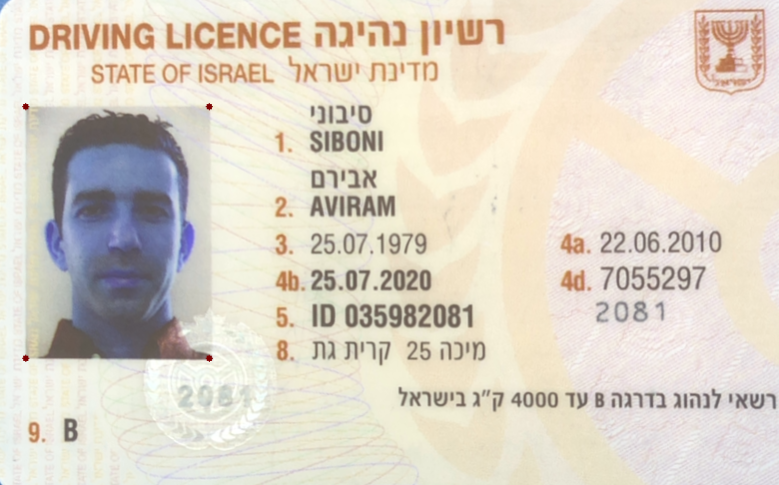 DRIVING LICENCE רשיון נהיגה
STATE OF ISRAEL מדינת ישראל
סיבוני
1. SIBONI
אבירם
2. AVIRAM
3. 25.07.1979 4a. 22.06.2010
4b. 25.07.2020 4d. 7055297
5. ID 035982081 2081
8. מיכה 25 קרית גת
2081
רשאי לנהוג בדרגה B עד 4000 ק"ג בישראל
9. B